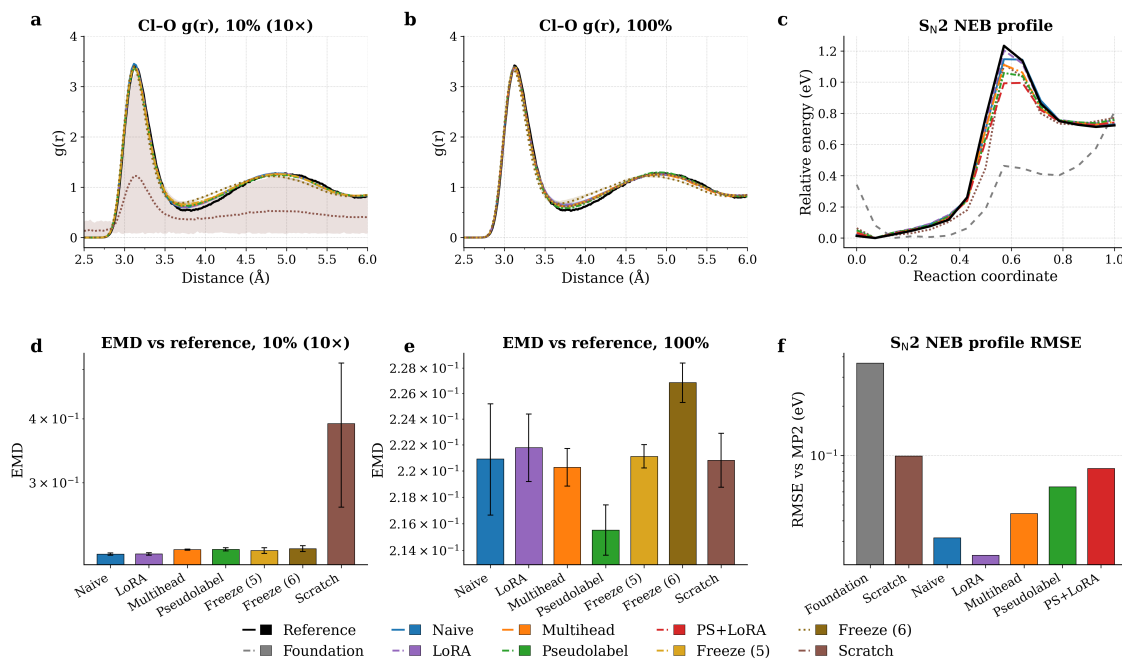 a
Cl–O g(r), 10% (10×)
4
3
2
1
0
g(r)
2.5 3.0 3.5 4.0 4.5 5.0 5.5 6.0
Distance (Å)
b
Cl–O g(r), 100%
4
3
2
1
0
g(r)
2.5 3.0 3.5 4.0 4.5 5.0 5.5 6.0
Distance (Å)
c
S_N2 NEB profile
1.2
1.0
0.8
0.6
0.4
0.2
0.0
Relative energy (eV)
0.0 0.2 0.4 0.6 0.8 1.0
Reaction coordinate
d
EMD vs reference, 10% (10×)
4 × 10⁻¹
3 × 10⁻¹
EMD
Naive LoRA Multihead Pseudolabel Freeze (5) Freeze (6) Scratch
e
EMD vs reference, 100%
2.28 × 10⁻¹
2.26 × 10⁻¹
2.24 × 10⁻¹
2.22 × 10⁻¹
2.2 × 10⁻¹
2.18 × 10⁻¹
2.16 × 10⁻¹
2.14 × 10⁻¹
EMD
Naive LoRA Multihead Pseudolabel Freeze (5) Freeze (6) Scratch
f
S_N2 NEB profile RMSE
10⁻¹
RMSE vs MP2 (eV)
Foundation Scratch Naive LoRA Multihead Pseudolabel PS+LoRA
Reference Naive Multihead PS+LoRA Freeze (6)
Foundation LoRA Pseudolabel Freeze (5) Scratch